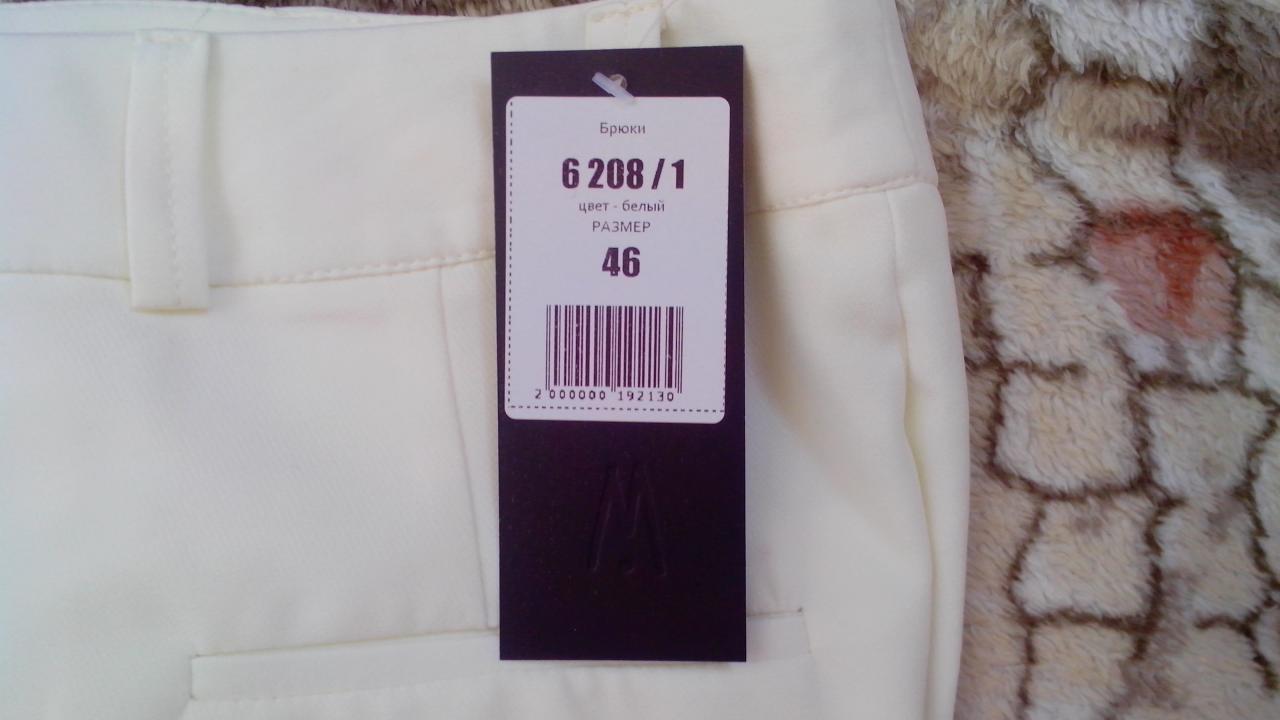 Брюки
6 208 / 1
цвет - белый
РАЗМЕР
46
2 000000 192130